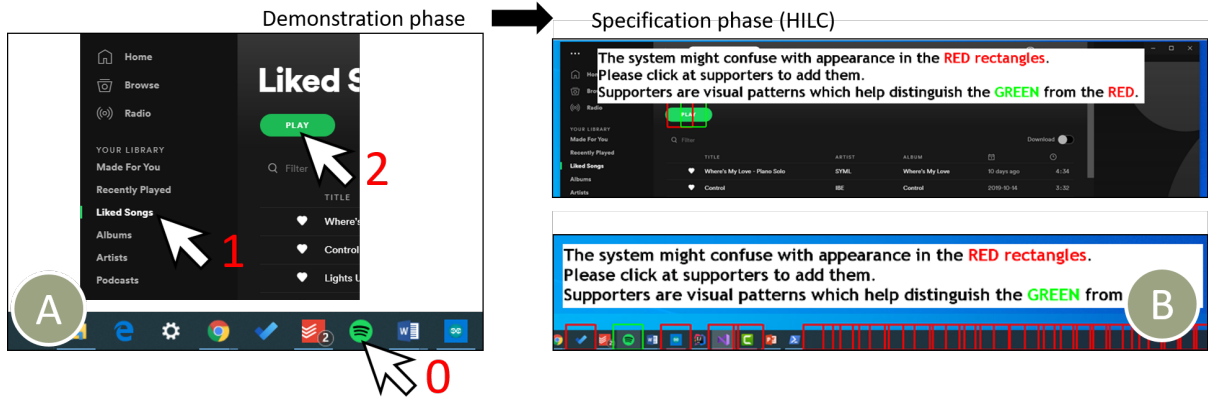 Demonstration phase
Specification phase (HILC)
Home
Browse
Radio
YOUR LIBRARY
Made For You
Recently Played
Liked Songs
Albums
Artists
Podcasts
Liked S
PLAY
Filter
TITLE
Where's
Control
Lights U
1
2
A
2
0
The system might confuse with appearance in the RED rectangles.
Please click at supporters to add them.
Supporters are visual patterns which help distinguish the GREEN from the RED.
Radio
PLAY
YOUR LIBRARY
Made For You
Recently Played
Liked Songs
Albums
Artists
Filter
Download
TITLE ARTIST ALBUM
Where's My Love - Piano Solo SYML Where's My Love 10 days ago 4:34
Control IBE Control 2019-10-14 3:32
The system might confuse with appearance in the RED rectangles.
Please click at supporters to add them.
Supporters are visual patterns which help distinguish the GREEN from
B